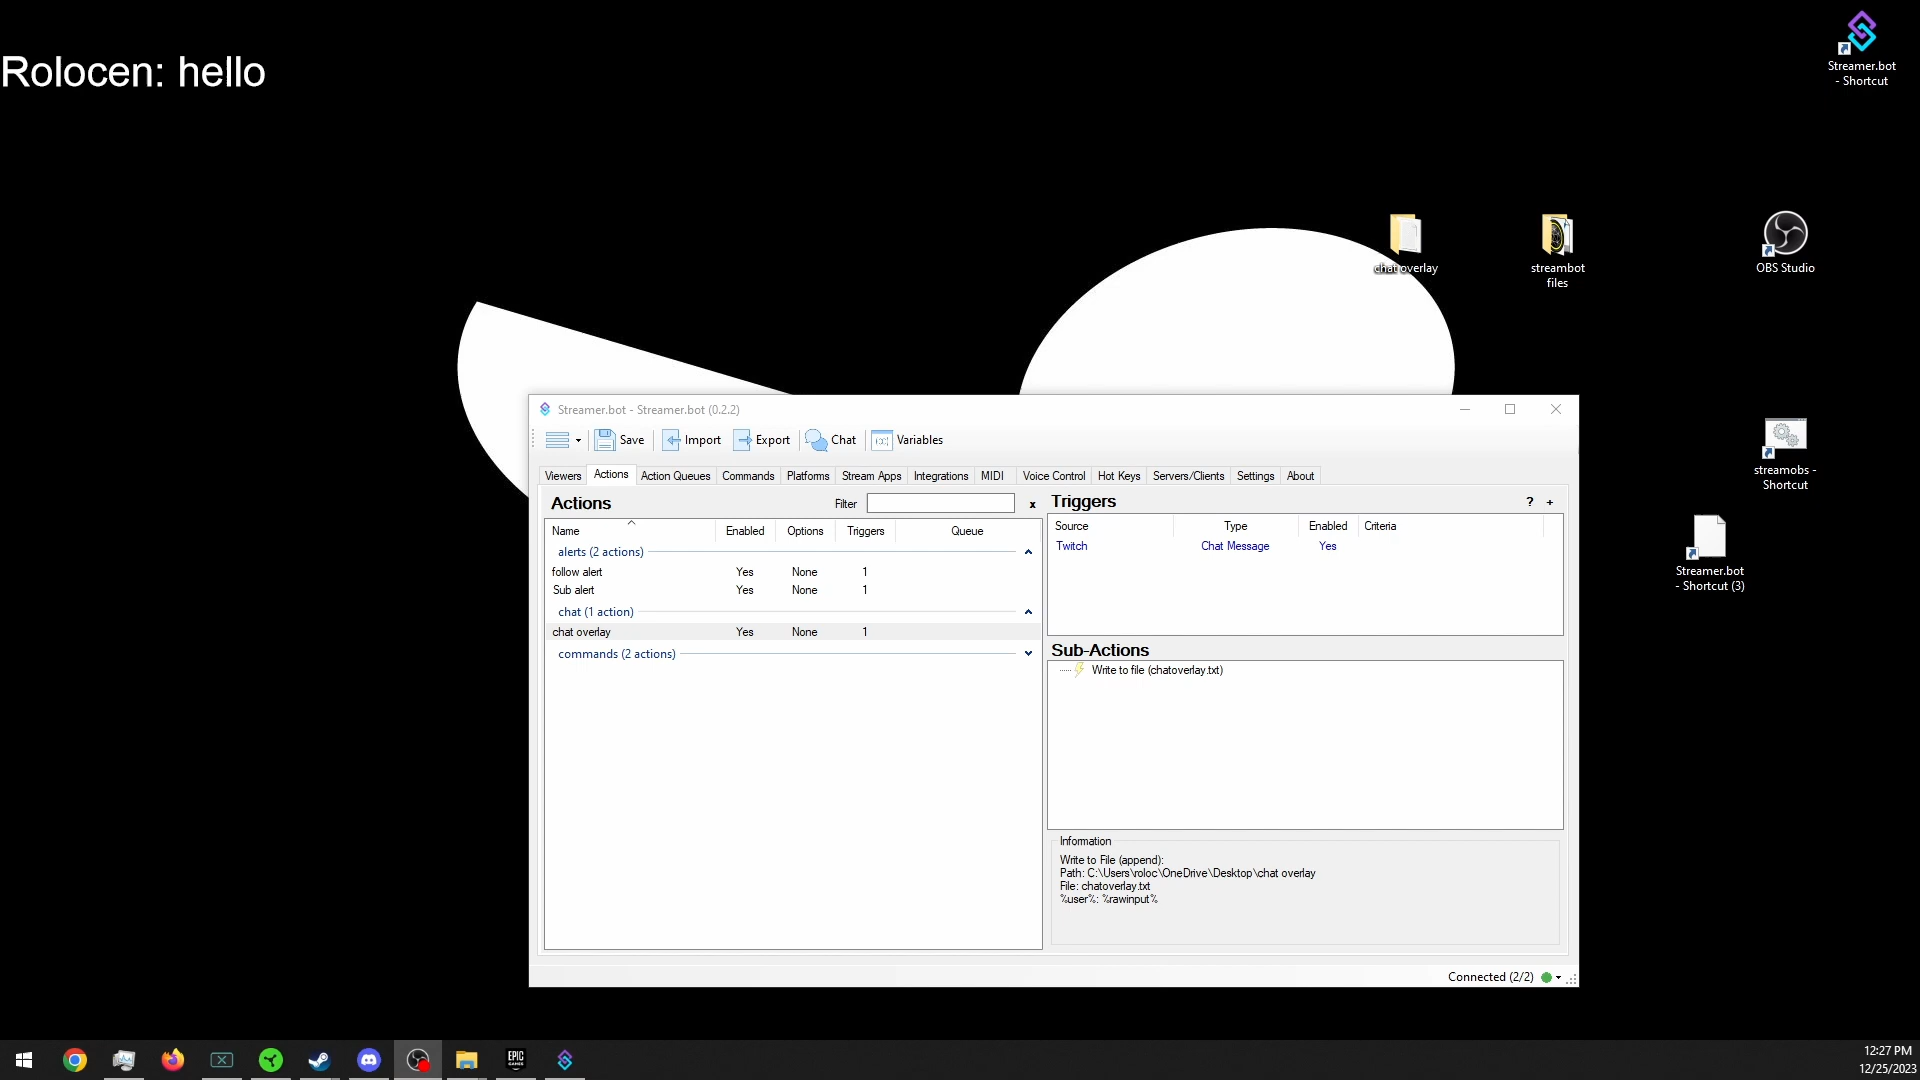 Rolocen: hello
Streamer.bot
- Shortcut
chat overlay
streambot
files
OBS Studio
streamobs -
Shortcut
Streamer.bot
- Shortcut (3)
Streamer.bot - Streamer.bot (0.2.2)
Save
Import
Export
Chat
Variables
Viewers
Actions
Action Queues
Commands
Platforms
Stream Apps
Integrations
MIDI
Voice Control
Hot Keys
Servers/Clients
Settings
About
Actions
Filter
x
Name Enabled Options Triggers Queue
alerts (2 actions)
follow alert Yes None 1
Sub alert Yes None 1
chat (1 action)
chat overlay Yes None 1
commands (2 actions)
Triggers
? +
Source Type Enabled Criteria
Twitch Chat Message Yes
Sub-Actions
Write to file (chatoverlay.txt)
Information
Write to File (append):
Path: C:\Users\roloc\OneDrive\Desktop\chat overlay
File: chatoverlay.txt
%user%: %rawinput%
Connected (2/2)
EPIC
GAMES
12:27 PM
12/25/2023